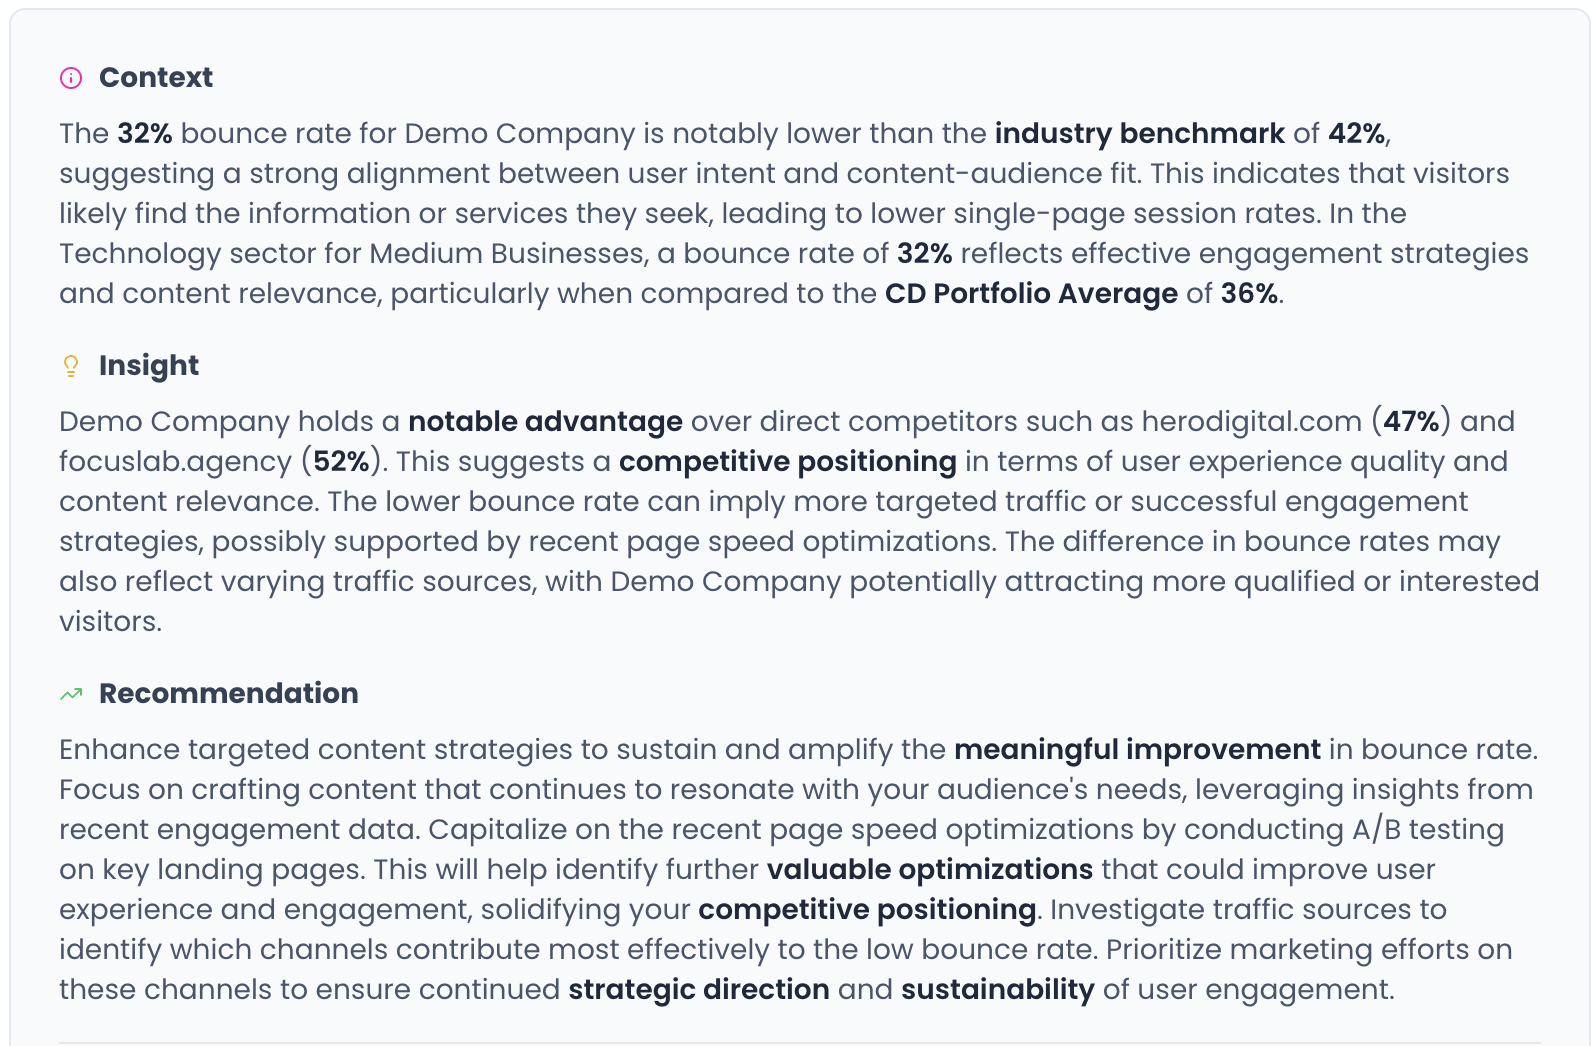 Context
The 32% bounce rate for Demo Company is notably lower than the industry benchmark of 42%,
suggesting a strong alignment between user intent and content-audience fit. This indicates that visitors
likely find the information or services they seek, leading to lower single-page session rates. In the
Technology sector for Medium Businesses, a bounce rate of 32% reflects effective engagement strategies
and content relevance, particularly when compared to the CD Portfolio Average of 36%.
Insight
Demo Company holds a notable advantage over direct competitors such as herodigital.com (47%) and
focuslab.agency (52%). This suggests a competitive positioning in terms of user experience quality and
content relevance. The lower bounce rate can imply more targeted traffic or successful engagement
strategies, possibly supported by recent page speed optimizations. The difference in bounce rates may
also reflect varying traffic sources, with Demo Company potentially attracting more qualified or interested
visitors.
Recommendation
Enhance targeted content strategies to sustain and amplify the meaningful improvement in bounce rate.
Focus on crafting content that continues to resonate with your audience's needs, leveraging insights from
recent engagement data. Capitalize on the recent page speed optimizations by conducting A/B testing
on key landing pages. This will help identify further valuable optimizations that could improve user
experience and engagement, solidifying your competitive positioning. Investigate traffic sources to
identify which channels contribute most effectively to the low bounce rate. Prioritize marketing efforts on
these channels to ensure continued strategic direction and sustainability of user engagement.